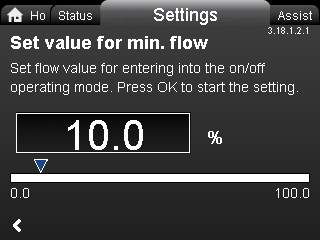 Ho Status Settings Assist
3.18.1.2.1
Set value for min. flow
Set flow value for entering into the on/off
operating mode. Press OK to start the setting.
10.0 %
0.0 100.0